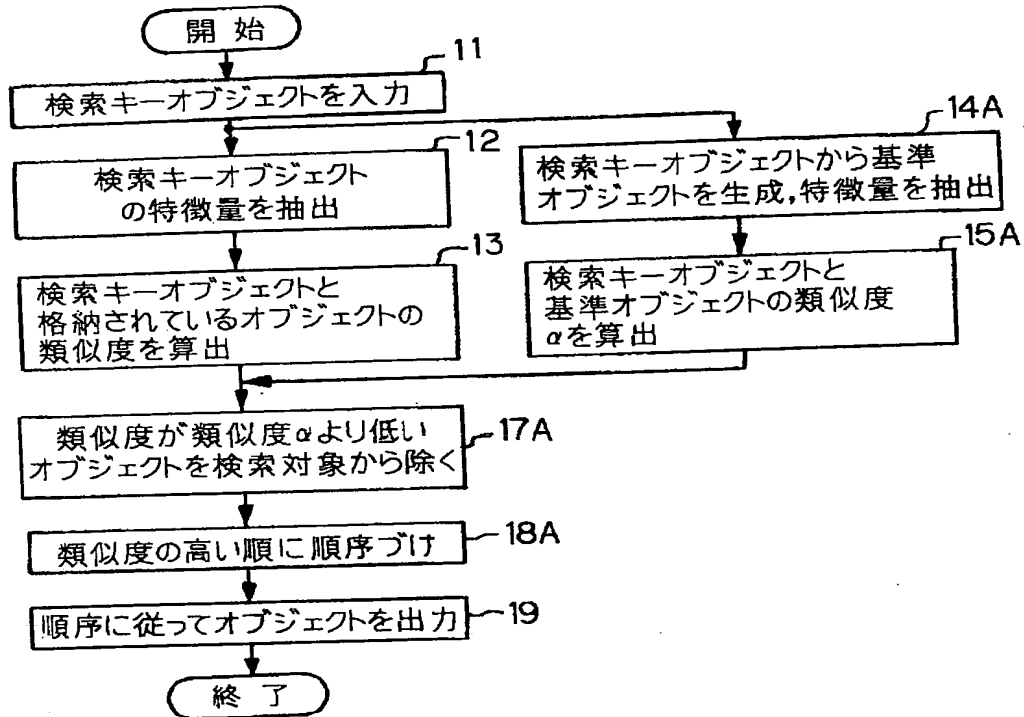 開始
11
検索キーオブジェクトを入力
12
検索キーオブジェクト
の特徴量を抽出
14A
検索キーオブジェクトから基準
オブジェクトを生成,特徴量を抽出
13
検索キーオブジェクトと
格納されているオブジェクトの
類似度を算出
15A
検索キーオブジェクトと
基準オブジェクトの類似度
αを算出
類似度が類似度αより低い
オブジェクトを検索対象から除く
17A
類似度の高い順に順序づけ
18A
順序に従ってオブジェクトを出力
19
終了